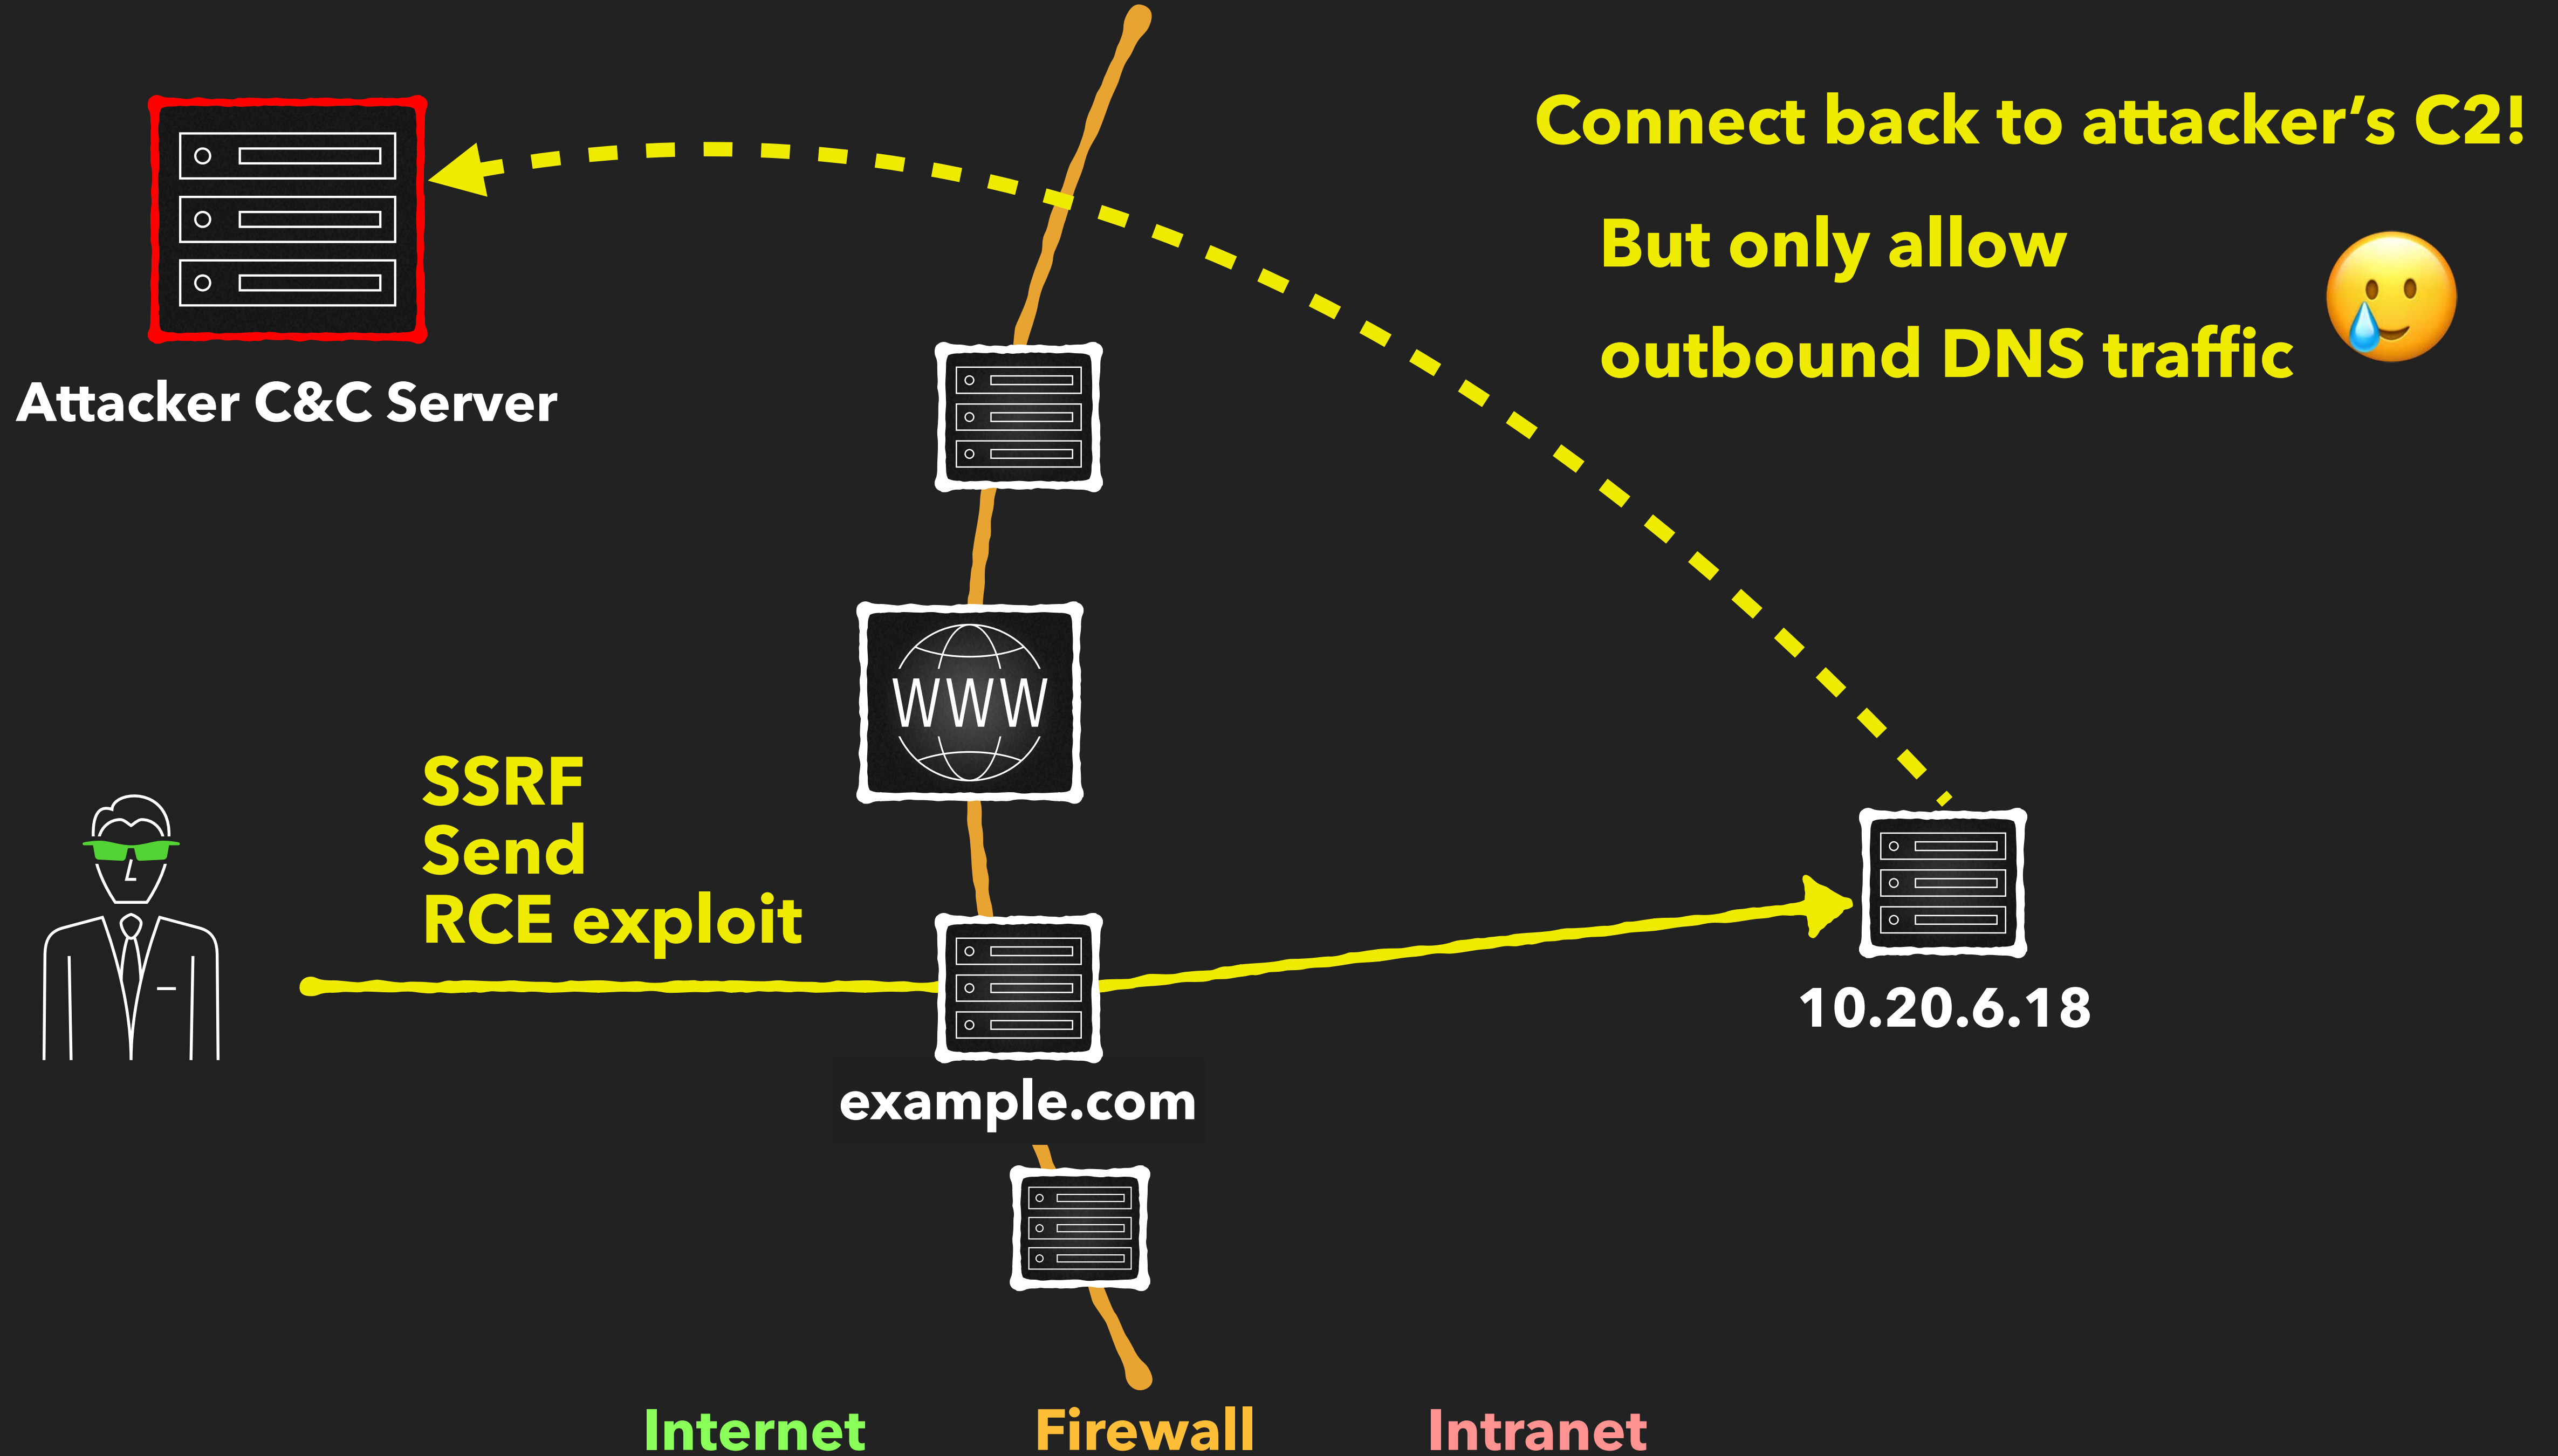 Connect back to attacker’s C2!
But only allow
outbound DNS traffic
Attacker C&C Server
WWW
SSRF
Send
RCE exploit
10.20.6.18
example.com
Internet
Firewall
Intranet